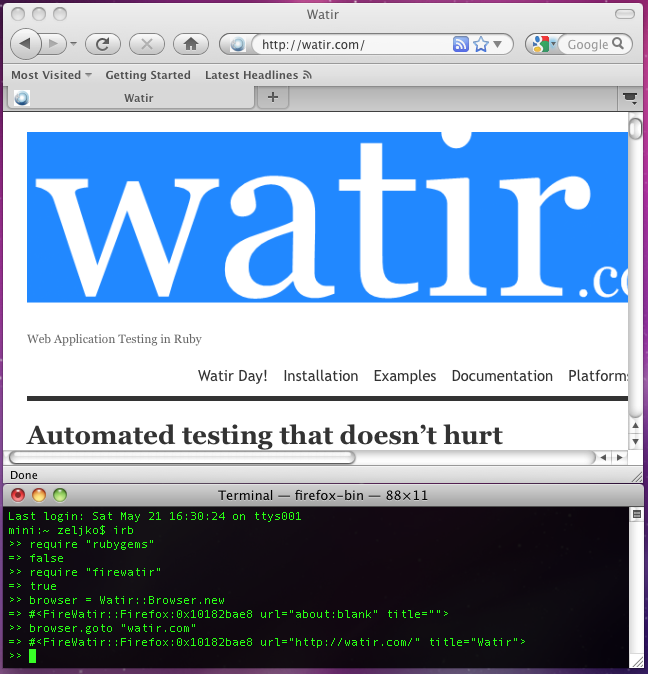 Watir
http://watir.com/
Google
Most Visited Getting Started Latest Headlines
Watir
watir.co
Web Application Testing in Ruby
Watir Day! Installation Examples Documentation Platforms
Automated testing that doesn't hurt
Done
Terminal — firefox-bin — 88×11
Last login: Sat May 21 16:30:24 on ttys001
mini:~ zeljko$ irb
>> require "rubygems"
=> false
>> require "firewatir"
=> true
>> browser = Watir::Browser.new
=> #<FireWatir::Firefox:0x10182bae8 url="about:blank" title="">
>> browser.goto "watir.com"
=> #<FireWatir::Firefox:0x10182bae8 url="http://watir.com/" title="Watir">
>>